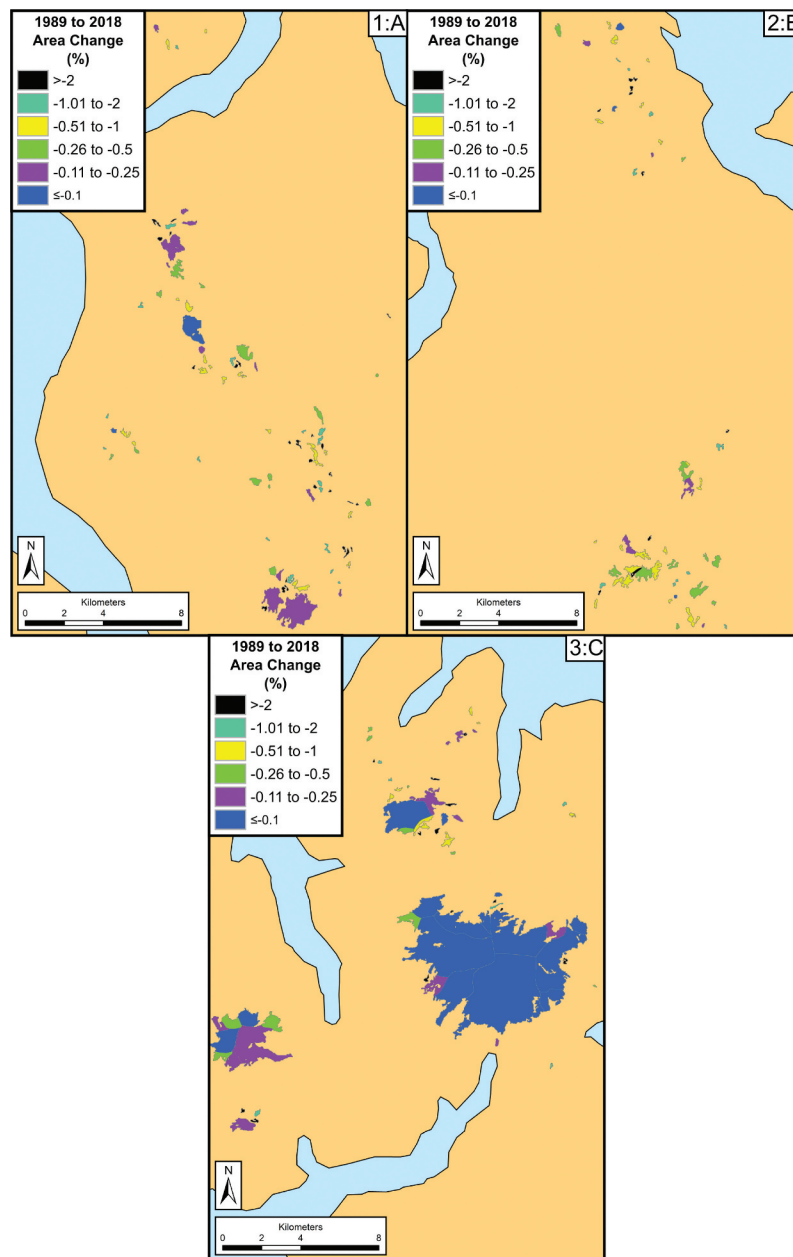 1989 to 2018
Area Change
(%)
>-2
-1.01 to -2
-0.51 to -1
-0.26 to -0.5
-0.11 to -0.25
≤-0.1
1:A
N
Kilometers
0 2 4 8
1989 to 2018
Area Change
(%)
>-2
-1.01 to -2
-0.51 to -1
-0.26 to -0.5
-0.11 to -0.25
≤-0.1
2:B
N
Kilometers
0 2 4 8
1989 to 2018
Area Change
(%)
>-2
-1.01 to -2
-0.51 to -1
-0.26 to -0.5
-0.11 to -0.25
≤-0.1
3:C
N
Kilometers
0 2 4 8